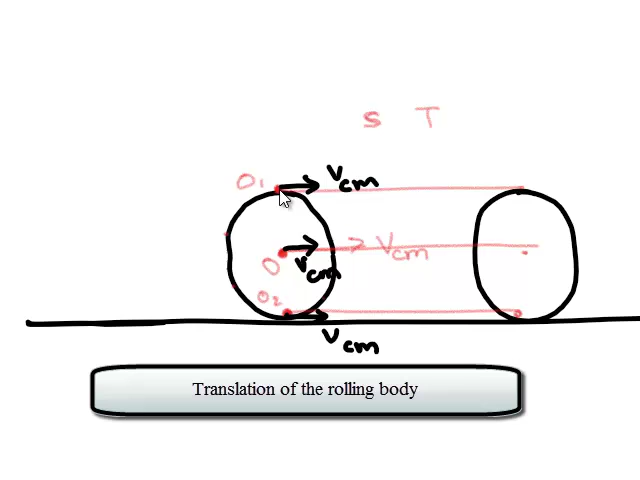 S T
O1
Vcm
Vcm
Vcm
O
O2
Vcm
Translation of the rolling body